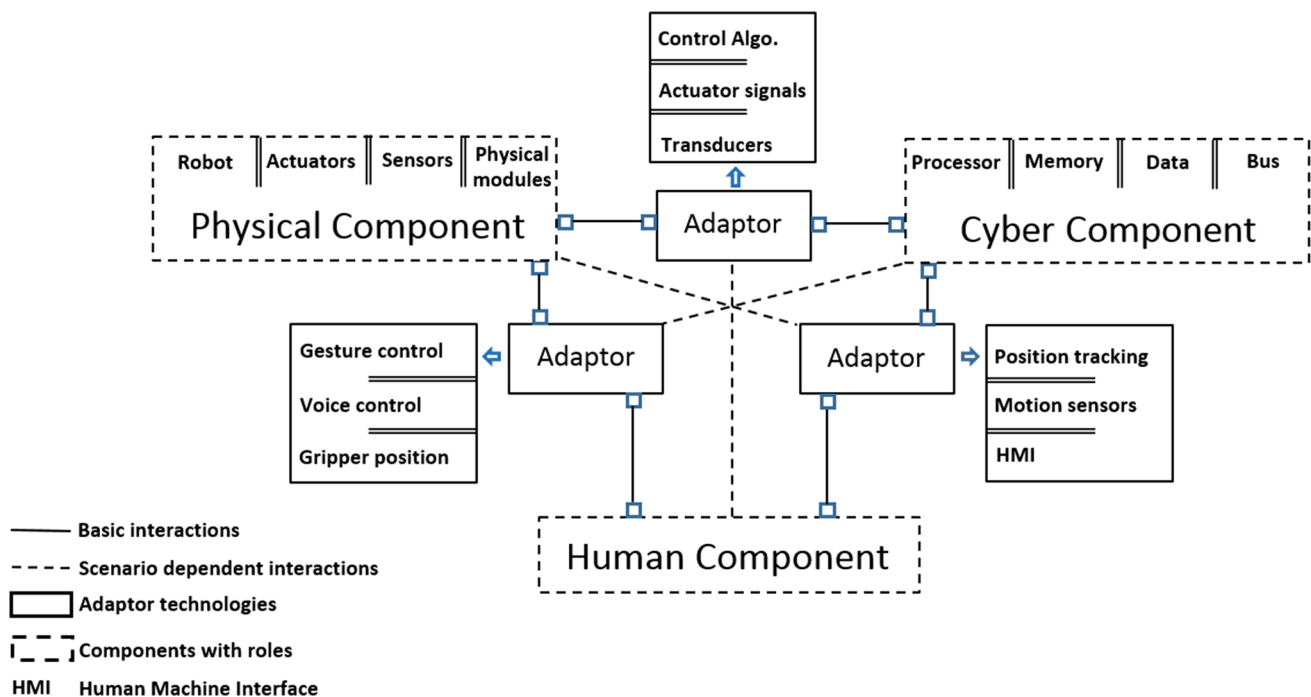 Control Algo.
Actuator signals
Transducers
Robot
Actuators
Sensors
Physical
modules
Physical Component
Adaptor
Processor
Memory
Data
Bus
Cyber Component
Gesture control
Voice control
Gripper position
Adaptor
Adaptor
Position tracking
Motion sensors
HMI
Human Component
Basic interactions
Scenario dependent interactions
Adaptor technologies
Components with roles
HMI Human Machine Interface